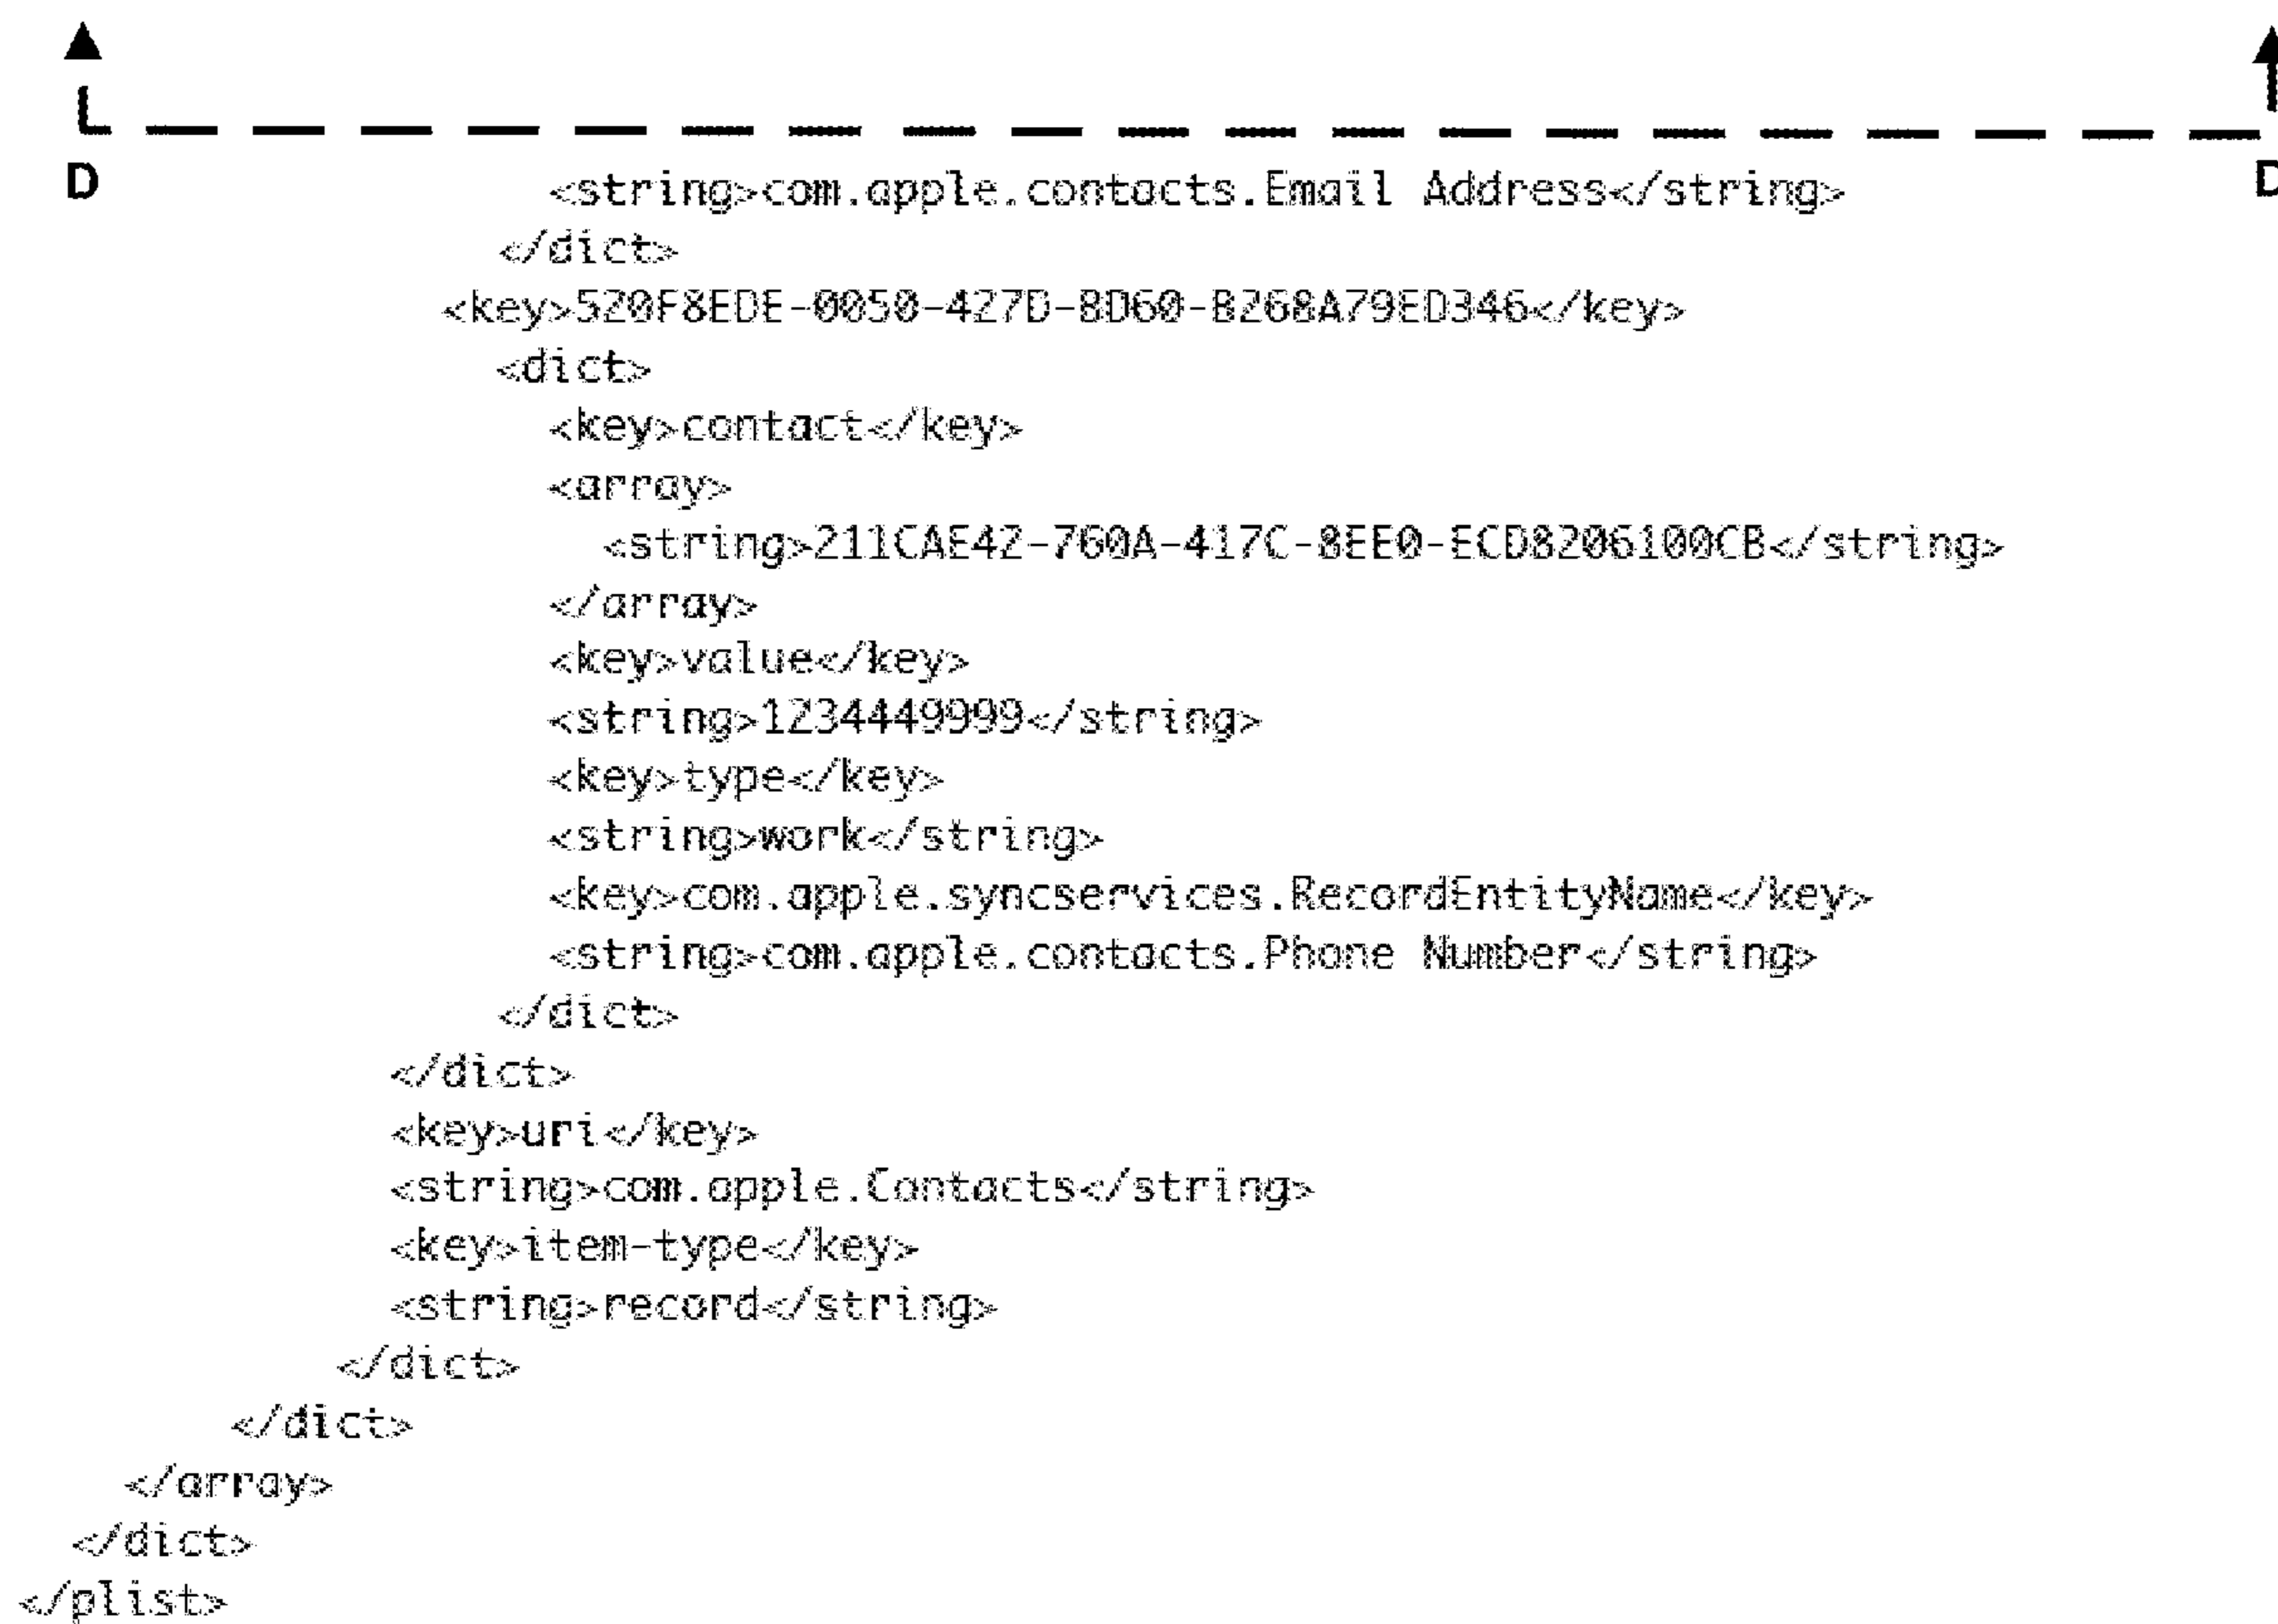 D D
<string>com.apple.contacts.Email Address</string>
</dict>
<key>520F8EDE-0050-427D-8D60-B268A79ED346</key>
<dict>
<key>contact</key>
<array>
<string>211CAE42-760A-417C-8EE0-ECD8206100CB</string>
</array>
<key>value</key>
<string>1234449999</string>
<key>type</key>
<string>work</string>
<key>com.apple.syncservices.RecordEntityName</key>
<string>com.apple.contacts.Phone Number</string>
</dict>
</dict>
<key>uri</key>
<string>com.apple.Contacts</string>
<key>item-type</key>
<string>record</string>
</dict>
</dict>
</array>
</dict>
</plist>